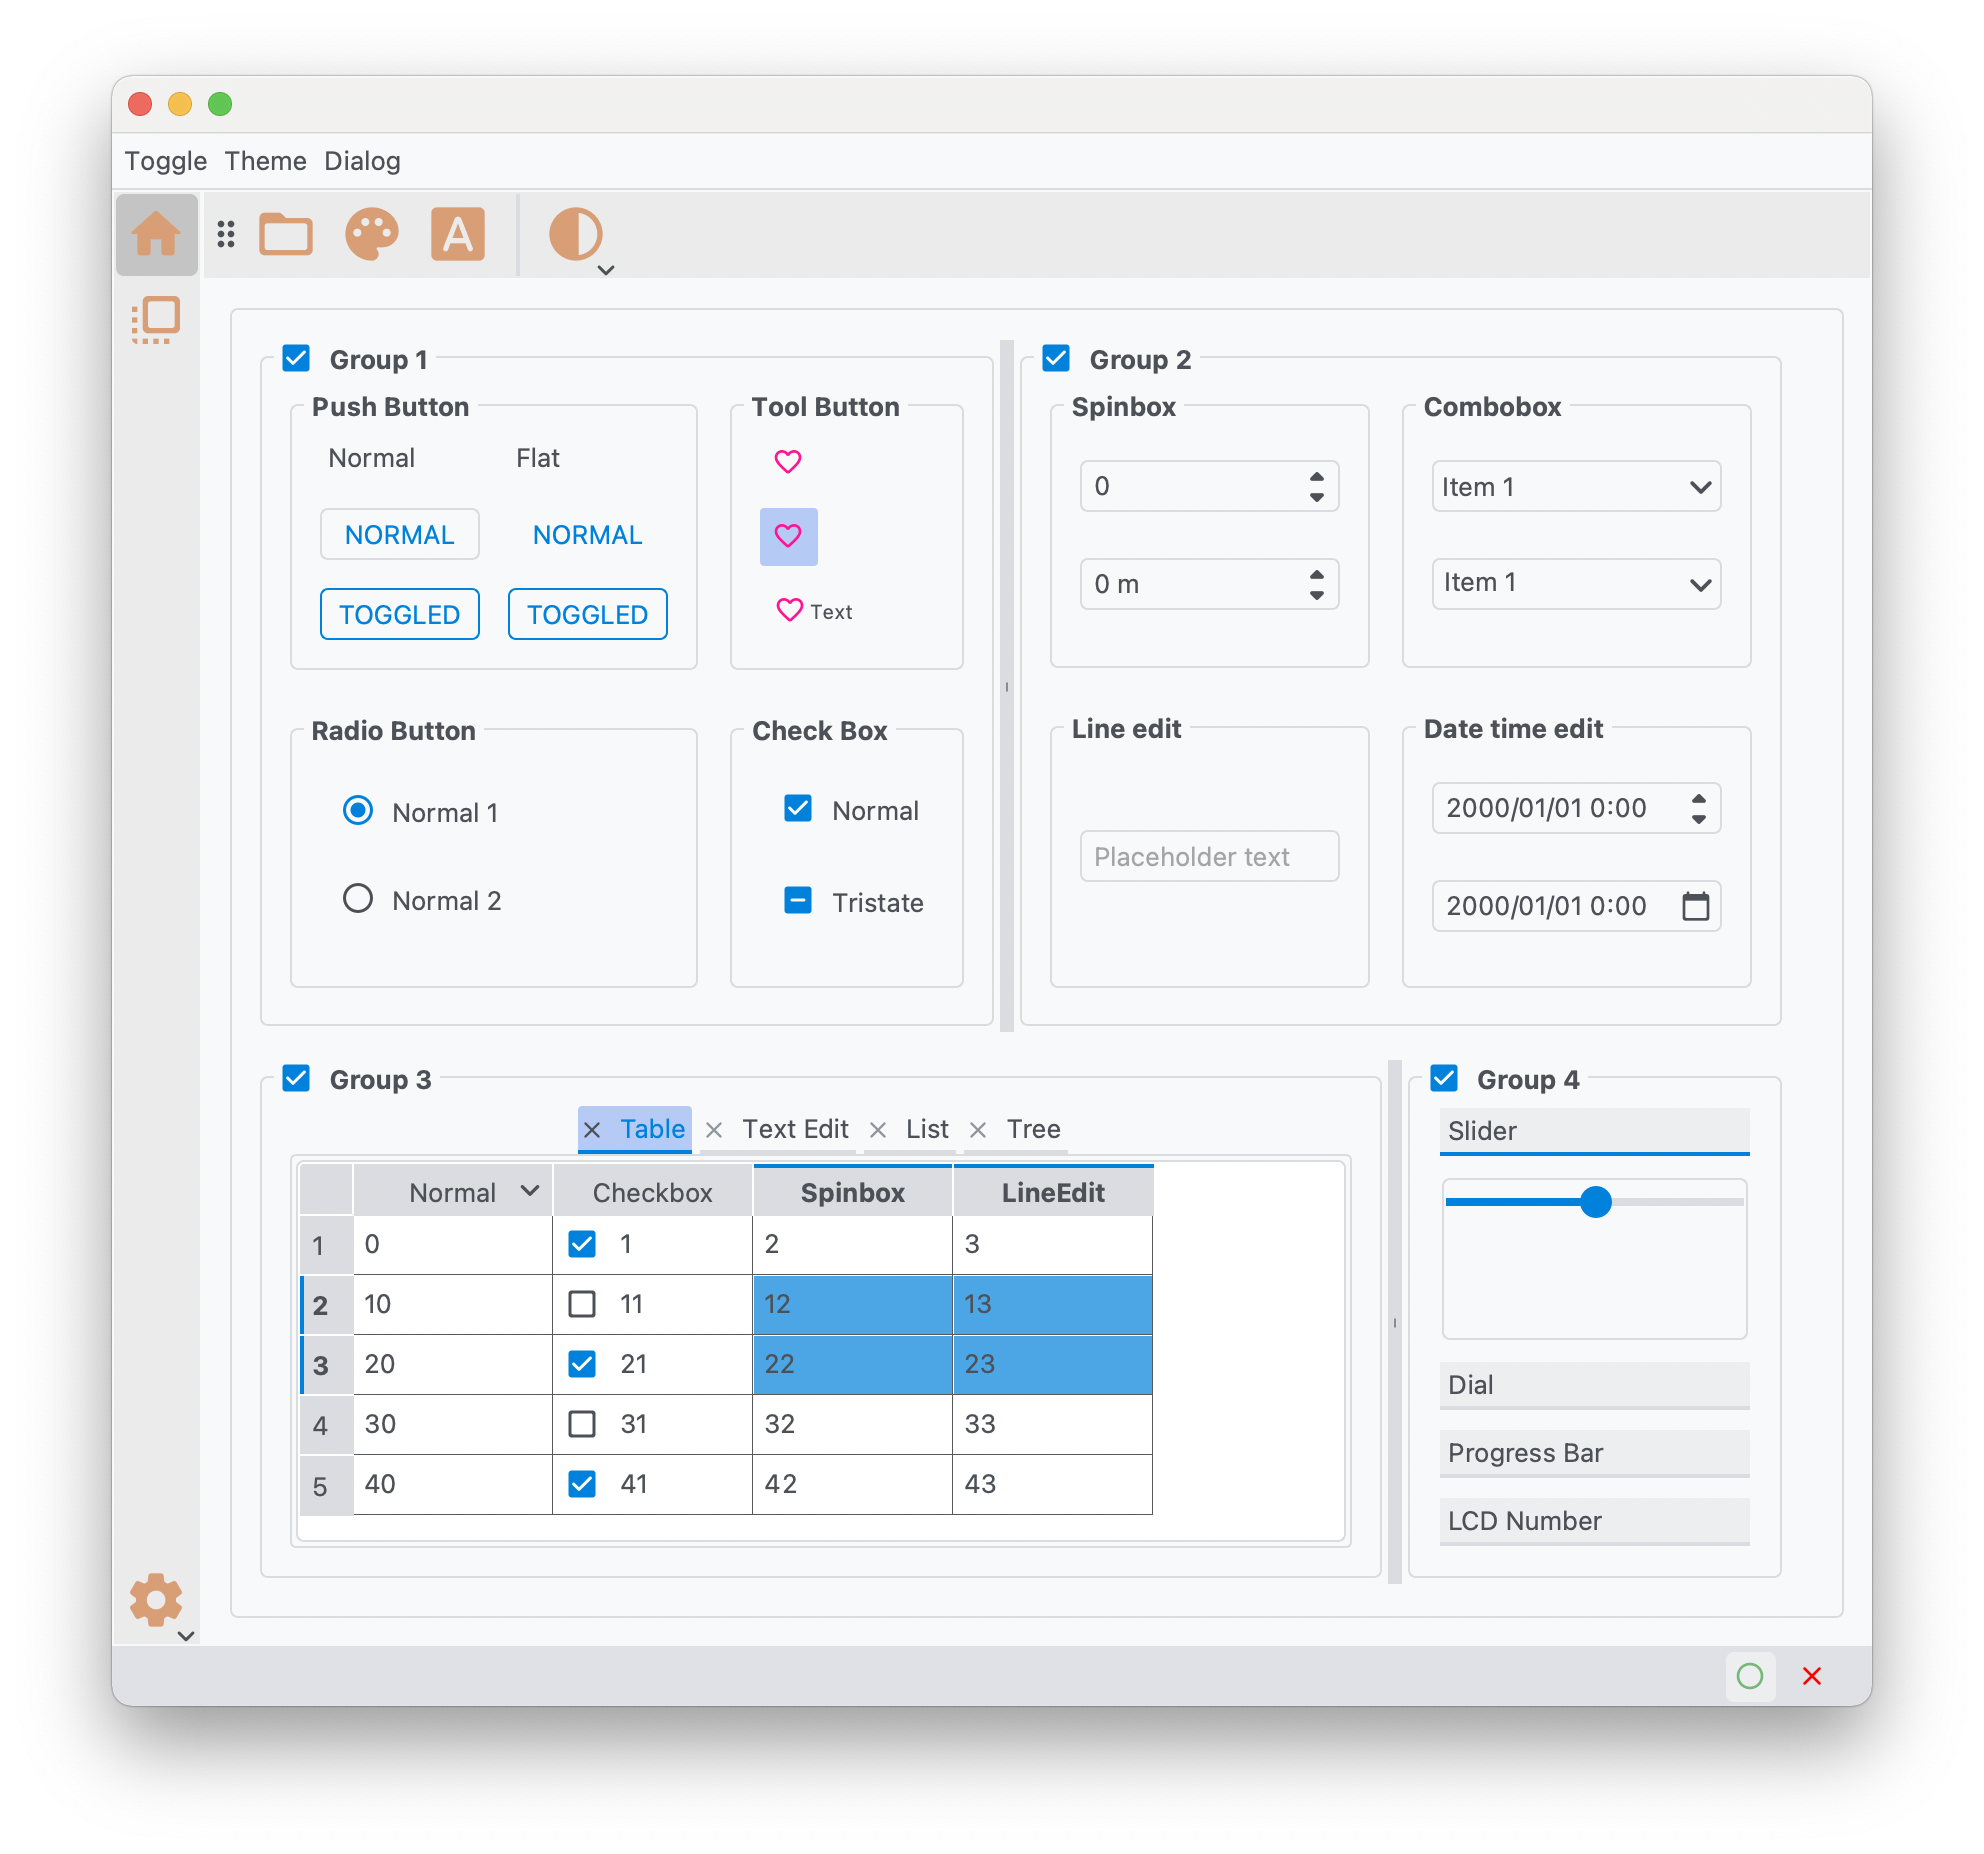 Toggle Theme Dialog
A
Group 1
Group 2
Push Button
Tool Button
Spinbox
Combobox
Normal Flat
0
Item 1
NORMAL NORMAL
0 m
Item 1
TOGGLED TOGGLED
Text
Radio Button
Check Box
Line edit
Date time edit
Normal 1
Normal
2000/01/01 0:00
Placeholder text
Normal 2
Tristate
2000/01/01 0:00
Group 3
Group 4
Table Text Edit List Tree
Slider
Normal Checkbox Spinbox LineEdit
1 0 1 2 3
2 10 11 12 13
3 20 21 22 23
4 30 31 32 33
5 40 41 42 43
Dial
Progress Bar
LCD Number